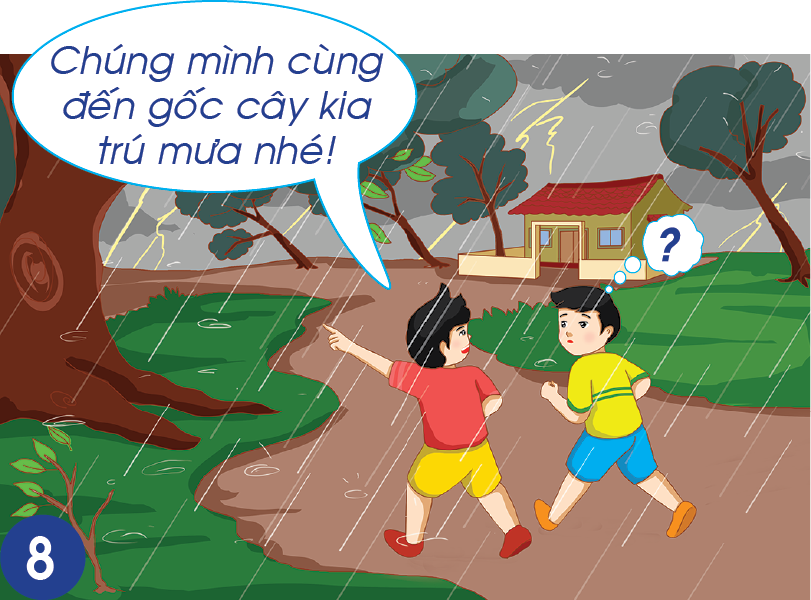 Chúng mình cùng
đến gốc cây kia
trú mưa nhé!
?
8